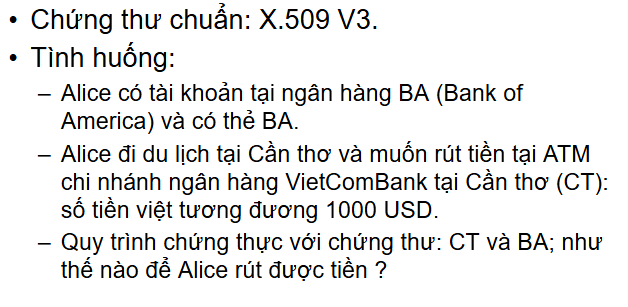 • Chứng thư chuẩn: X.509 V3.
• Tình huống:
– Alice có tài khoản tại ngân hàng BA (Bank of
America) và có thẻ BA.
– Alice đi du lịch tại Cần thơ và muốn rút tiền tại ATM
chi nhánh ngân hàng VietComBank tại Cần thơ (CT):
số tiền việt tương đương 1000 USD.
– Quy trình chứng thực với chứng thư: CT và BA; như
thế nào để Alice rút được tiền ?